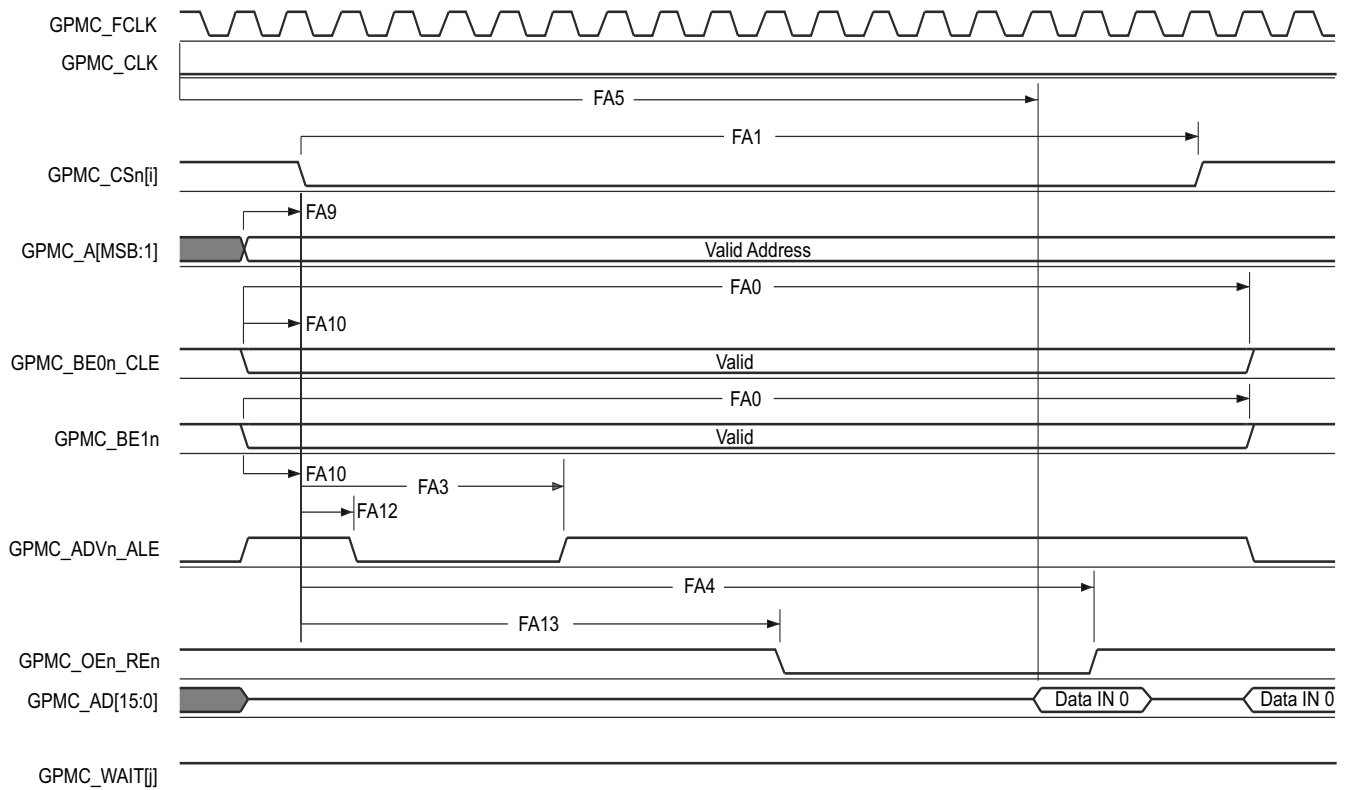 GPMC_FCLK
GPMC_CLK
FA5
FA1
GPMC_CSn[i]
FA9
GPMC_A[MSB:1]
Valid Address
FA0
FA10
GPMC_BE0n_CLE
Valid
FA0
GPMC_BE1n
Valid
FA10
FA3
FA12
GPMC_ADVn_ALE
FA4
FA13
GPMC_OEn_REn
GPMC_AD[15:0]
Data IN 0
Data IN 0
GPMC_WAIT[j]